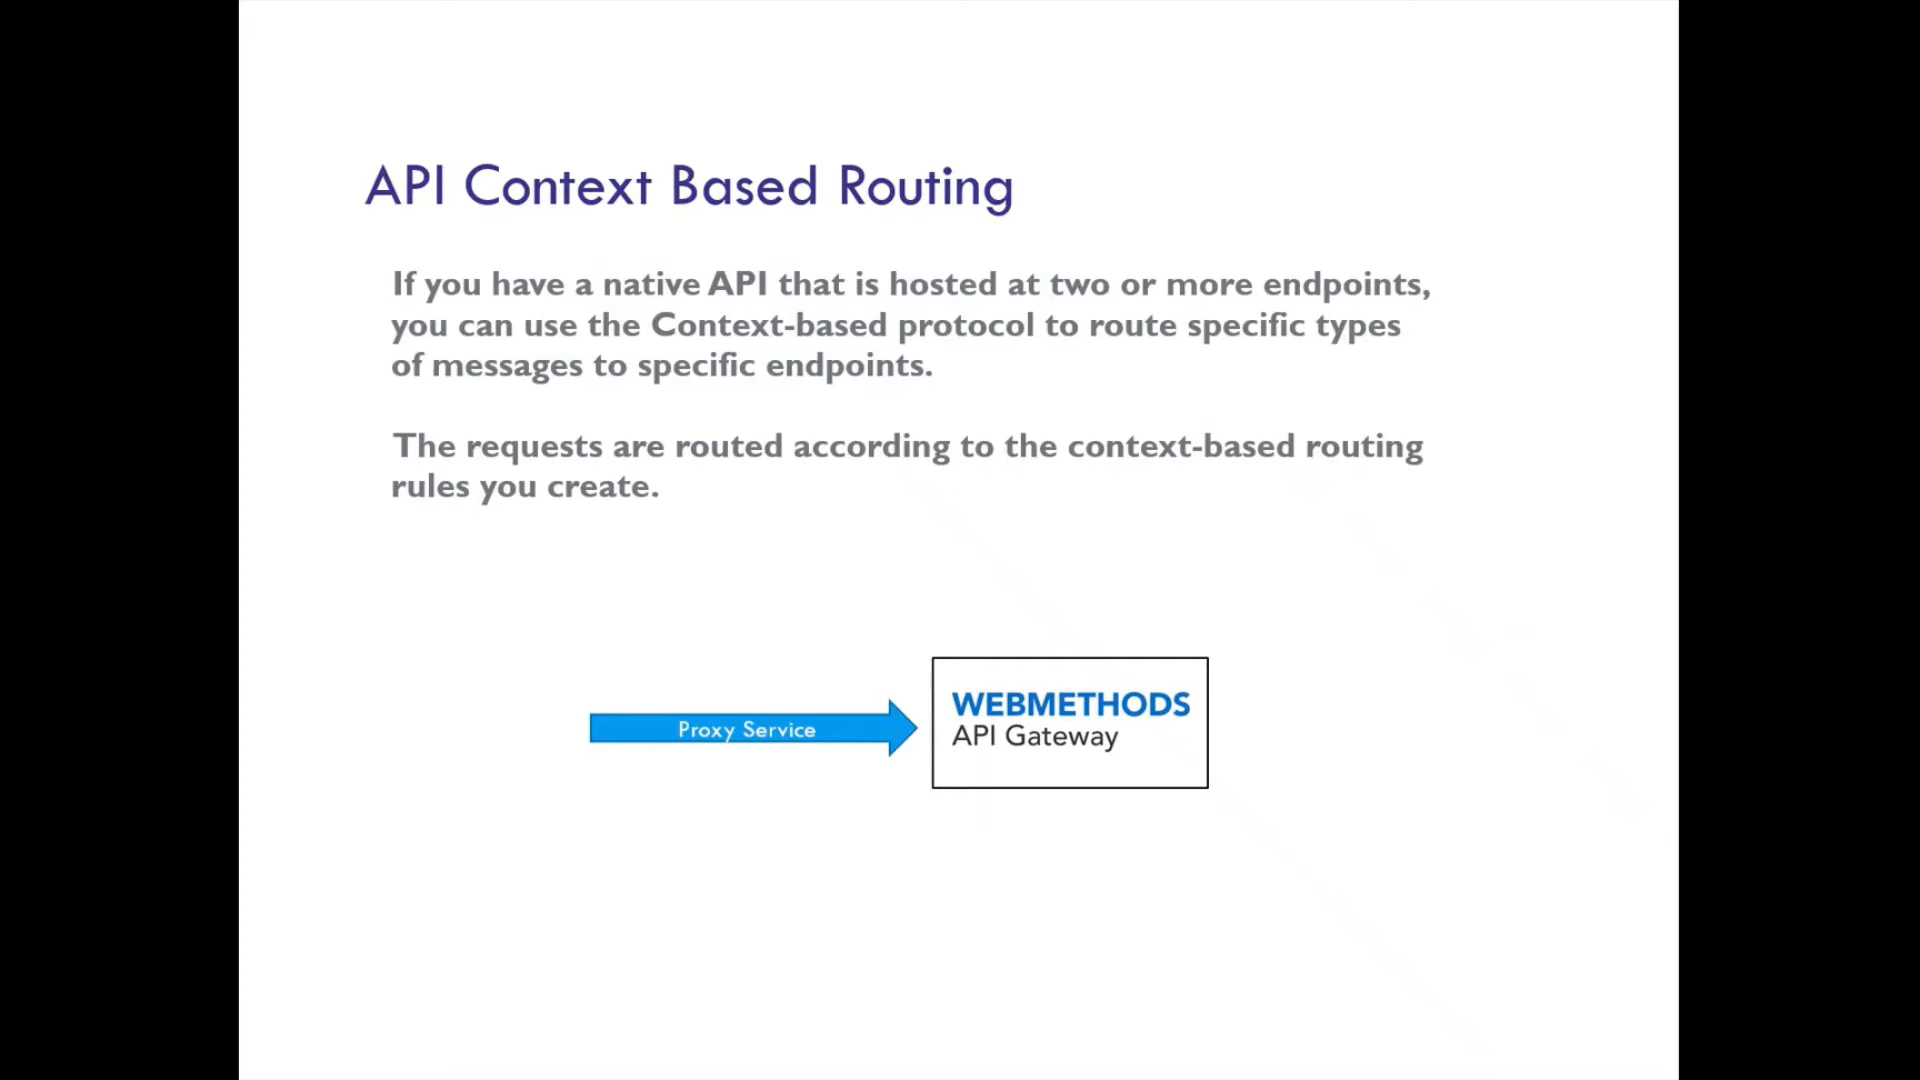 API Context Based Routing
If you have a native API that is hosted at two or more endpoints,
you can use the Context-based protocol to route specific types
of messages to specific endpoints.
The requests are routed according to the context-based routing
rules you create.
Proxy Service
WEBMETHODS
API Gateway